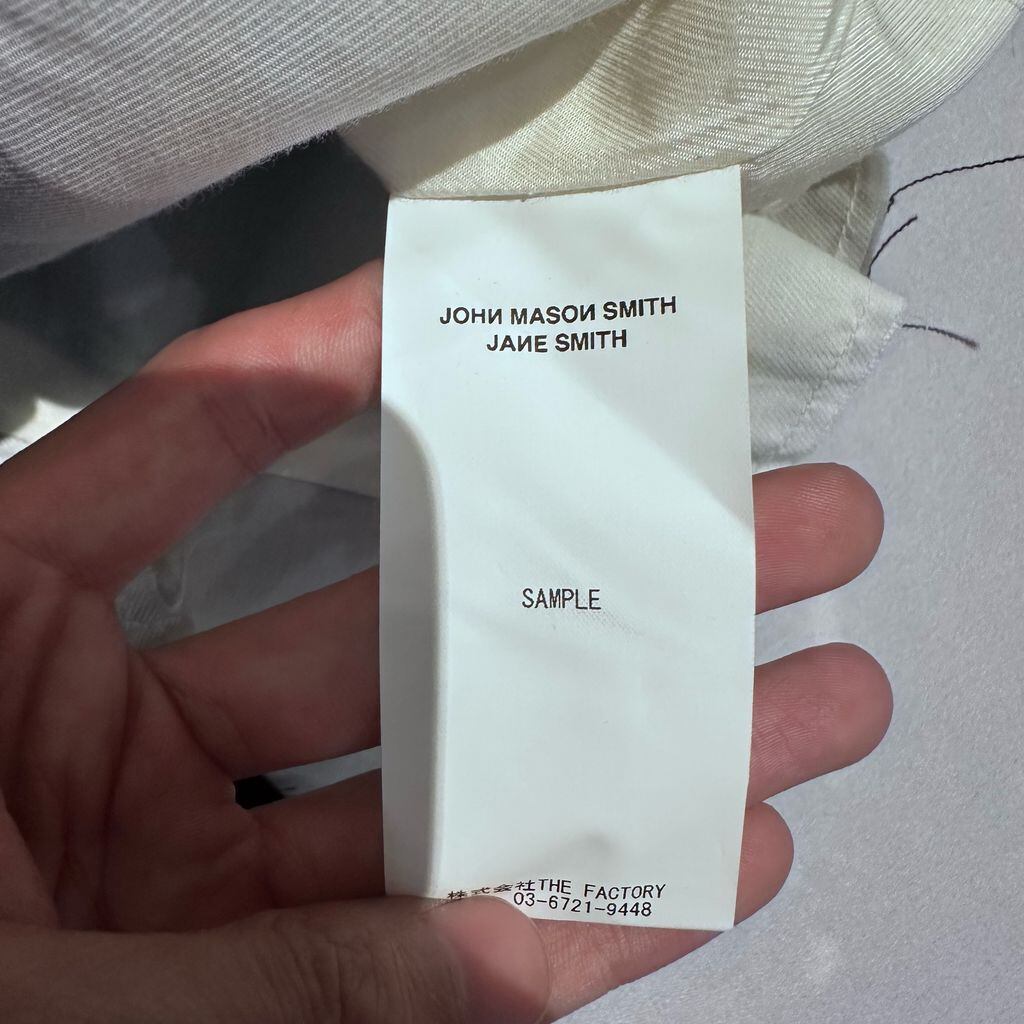 JOHИ MASOИ SMITH
JAИE SMITH
SAMPLE
株式会社THE FACTORY
03-6721-9448